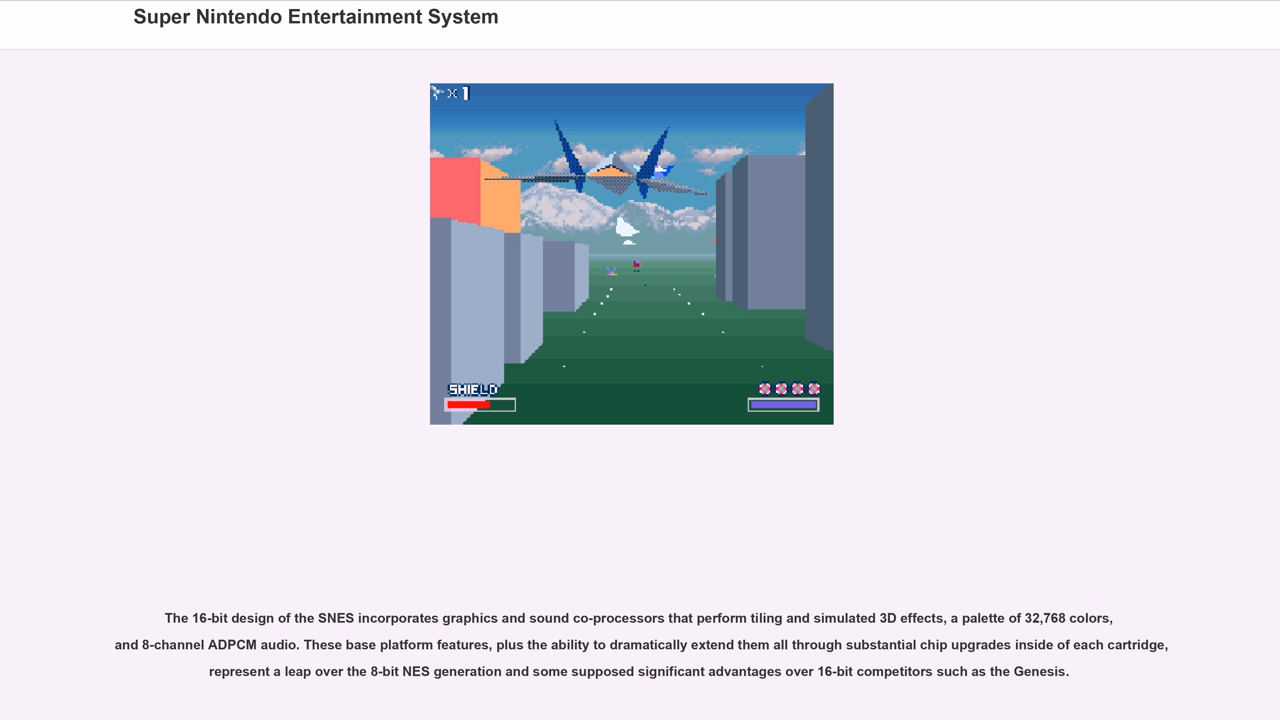 Super Nintendo Entertainment System
x 1
SHIELD
The 16-bit design of the SNES incorporates graphics and sound co-processors that perform tiling and simulated 3D effects, a palette of 32,768 colors,
and 8-channel ADPCM audio. These base platform features, plus the ability to dramatically extend them all through substantial chip upgrades inside of each cartridge,
represent a leap over the 8-bit NES generation and some supposed significant advantages over 16-bit competitors such as the Genesis.